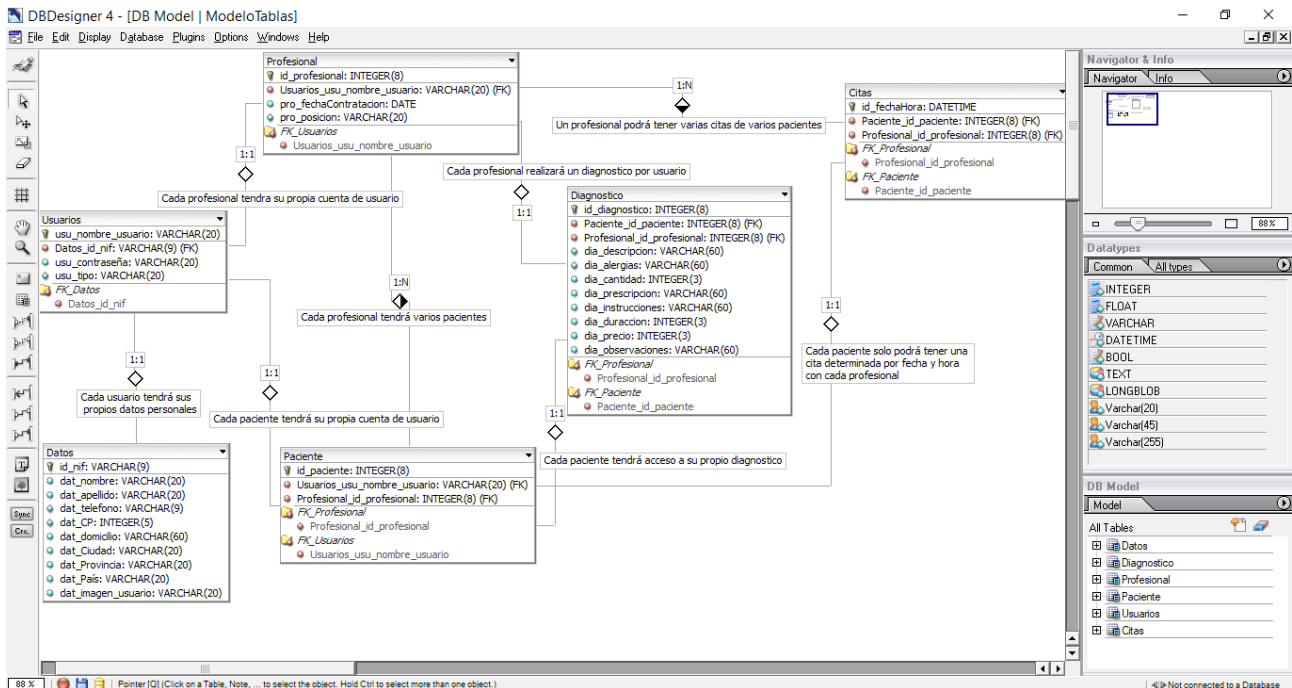 DBDesigner 4 - [DB Model | ModeloTablas]
File Edit Display Database Plugins Options Windows Help
Profesional
id_profesional: INTEGER(8)
Usuarios_usu_nombre_usuario: VARCHAR(20) (FK)
pro_fechaContratacion: DATE
pro_posicion: VARCHAR(20)
FK_Usuarios
Usuarios_usu_nombre_usuario
1:N
Un profesional podrá tener varias citas de varios pacientes
Citas
id_fechaHora: DATETIME
Paciente_id_paciente: INTEGER(8) (FK)
Profesional_id_profesional: INTEGER(8) (FK)
FK_Profesional
Profesional_id_profesional
FK_Paciente
Paciente_id_paciente
1:1
Cada profesional tendra su propia cuenta de usuario
Cada profesional realizará un diagnostico por usuario
1:1
Usuarios
usu_nombre_usuario: VARCHAR(20)
Datos_id_nif: VARCHAR(9) (FK)
usu_contraseña: VARCHAR(20)
usu_tipo: VARCHAR(20)
FK_Datos
Datos_id_nif
Diagnostico
id_diagnostico: INTEGER(8)
Paciente_id_paciente: INTEGER(8) (FK)
Profesional_id_profesional: INTEGER(8) (FK)
dia_descripcion: VARCHAR(60)
dia_alergias: VARCHAR(60)
dia_cantidad: INTEGER(3)
dia_prescripcion: VARCHAR(60)
dia_instrucciones: VARCHAR(60)
dia_duraccion: INTEGER(3)
dia_precio: INTEGER(3)
dia_observaciones: VARCHAR(60)
FK_Profesional
Profesional_id_profesional
FK_Paciente
Paciente_id_paciente
1:N
Cada profesional tendrá varios pacientes
1:1
Cada paciente solo podrá tener una
cita determinada por fecha y hora
con cada profesional
1:1
Cada usuario tendrá sus
propios datos personales
1:1
Cada paciente tendrá su propia cuenta de usuario
1:1
Cada paciente tendrá acceso a su propio diagnostico
Datos
id_nif: VARCHAR(9)
dat_nombre: VARCHAR(20)
dat_apellido: VARCHAR(20)
dat_telefono: VARCHAR(9)
dat_CP: INTEGER(5)
dat_domicilio: VARCHAR(60)
dat_Ciudad: VARCHAR(20)
dat_Provincia: VARCHAR(20)
dat_País: VARCHAR(20)
dat_imagen_usuario: VARCHAR(20)
Paciente
id_paciente: INTEGER(8)
Usuarios_usu_nombre_usuario: VARCHAR(20) (FK)
Profesional_id_profesional: INTEGER(8) (FK)
FK_Profesional
Profesional_id_profesional
FK_Usuarios
Usuarios_usu_nombre_usuario
Sync
Cre.
Navigator & Info
Navigator Info
88%
Datatypes
Common All types
INTEGER
FLOAT
VARCHAR
DATETIME
BOOL
TEXT
LONGBLOB
Varchar(20)
Varchar(45)
Varchar(255)
DB Model
Model
All Tables
Datos
Diagnostico
Profesional
Paciente
Usuarios
Citas
88 % Pointer [Q] (Click on a Table, Note, ... to select the object. Hold Ctrl to select more than one object.) Not connected to a Database